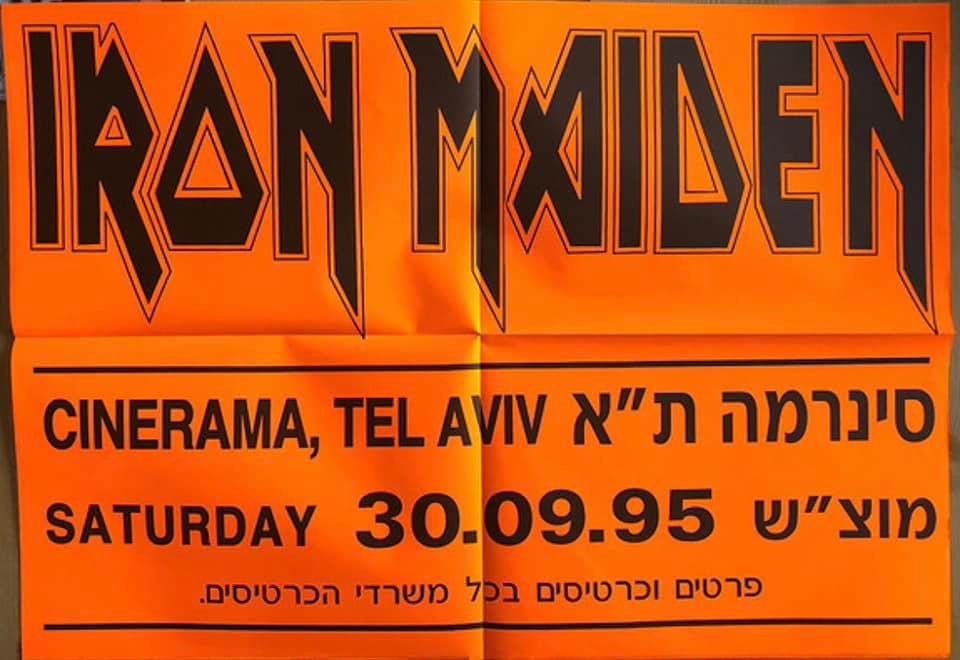 IRON MAIDEN
CINERAMA, TEL AVIV סינרמה ת״א
SATURDAY 30.09.95 מוצ״ש
פרטים וכרטיסים בכל משרדי הכרטיסים.